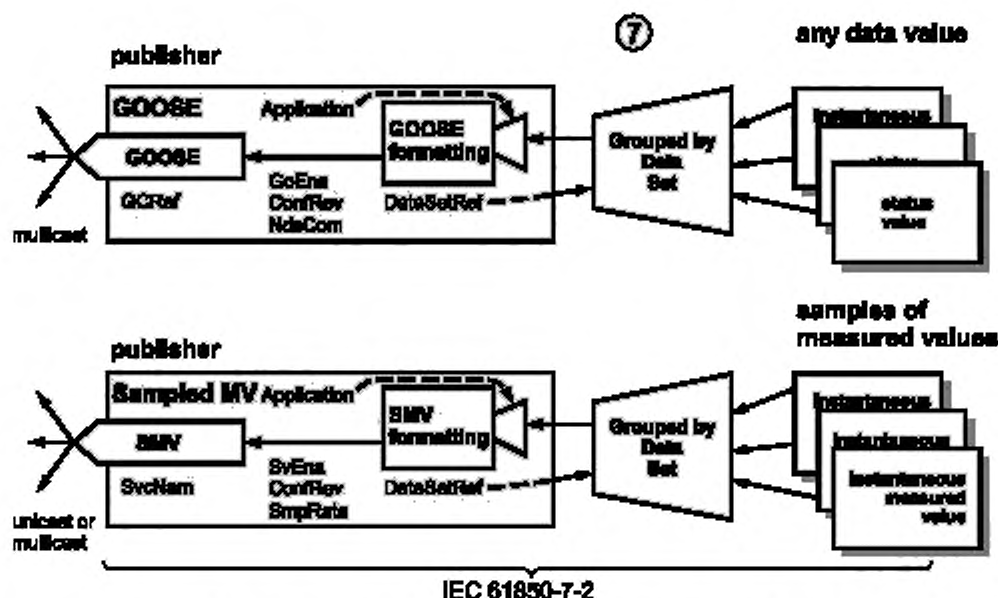 7
any data value
publisher
GOOSE
Application
GOOSE
formatting
GOOSE
GCRef
GoEna
ConfRev
NdsCom
DataSetRef
Grouped by
Data
Set
Instantaneous
status
status
value
multicast
samples of
measured values
publisher
Sampled MV
Application
SMV
formatting
SMV
SvcNam
SvEna
ConfRev
SmpRate
DataSetRef
Grouped by
Data
Set
Instantaneous
Instantaneous
Instantaneous
measured
value
unicast or
multicast
IEC 61850-7-2